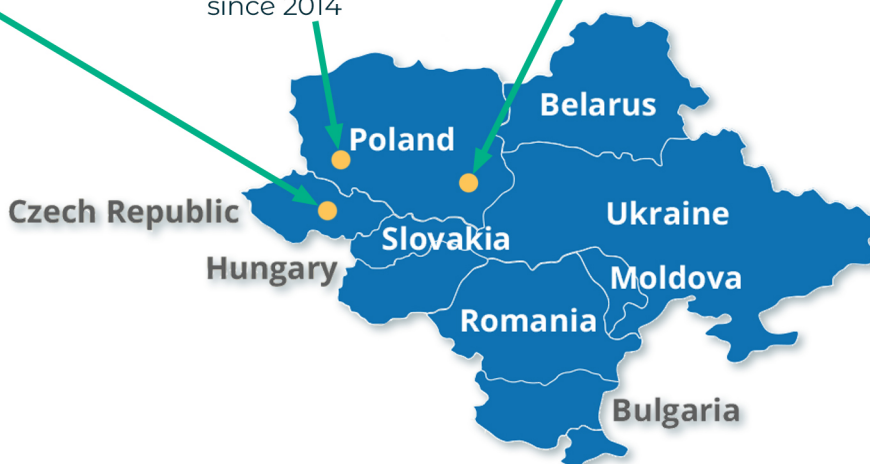 since 2014
Belarus
Poland
Czech Republic
Ukraine
Slovakia
Hungary
Moldova
Romania
Bulgaria